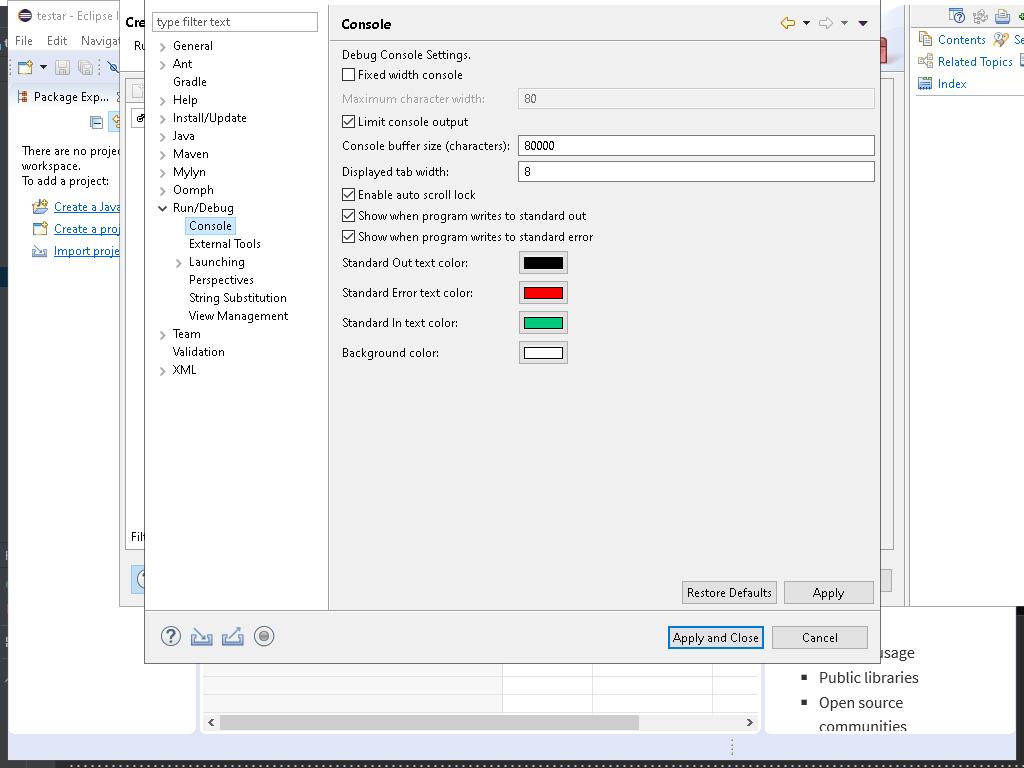 testar - Eclipse I
File Edit Navigat
Package Exp...
There are no projec
workspace.
To add a project:
Create a Java
Create a proj
Import proje
Cre
Ru
Filt
type filter text
General
Ant
Gradle
Help
Install/Update
Java
Maven
Mylyn
Oomph
Run/Debug
Console
External Tools
Launching
Perspectives
String Substitution
View Management
Team
Validation
XML
Console
Debug Console Settings.
Fixed width console
Maximum character width: 80
Limit console output
Console buffer size (characters): 80000
Displayed tab width: 8
Enable auto scroll lock
Show when program writes to standard out
Show when program writes to standard error
Standard Out text color:
Standard Error text color:
Standard In text color:
Background color:
Restore Defaults Apply
Apply and Close Cancel
Contents Se
Related Topics
Index
usage
Public libraries
Open source
communities